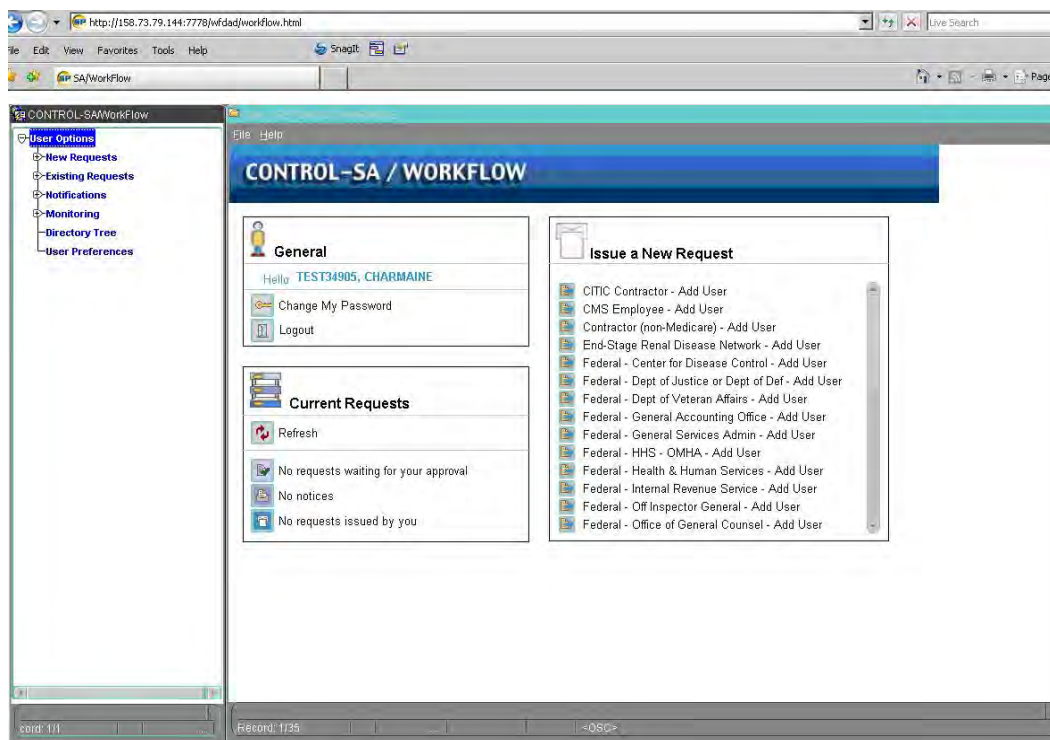 http://158.73.79.144:7778/wfdad/workflow.html
Live Search
File Edit View Favorites Tools Help
SnagIt
SA/WorkFlow
Page
CONTROL-SA/WorkFlow
User Options
New Requests
Existing Requests
Notifications
Monitoring
Directory Tree
User Preferences
File Help
CONTROL-SA / WORKFLOW
General
Hello TEST34905, CHARMAINE
Change My Password
Logout
Current Requests
Refresh
No requests waiting for your approval
No notices
No requests issued by you
Issue a New Request
CITIC Contractor - Add User
CMS Employee - Add User
Contractor (non-Medicare) - Add User
End-Stage Renal Disease Network - Add User
Federal - Center for Disease Control - Add User
Federal - Dept of Justice or Dept of Def - Add User
Federal - Dept of Veteran Affairs - Add User
Federal - General Accounting Office - Add User
Federal - General Services Admin - Add User
Federal - HHS - OMHA - Add User
Federal - Health & Human Services - Add User
Federal - Internal Revenue Service - Add User
Federal - Off Inspector General - Add User
Federal - Office of General Counsel - Add User
cord: 1/1
Record: 1/35
<OSC>